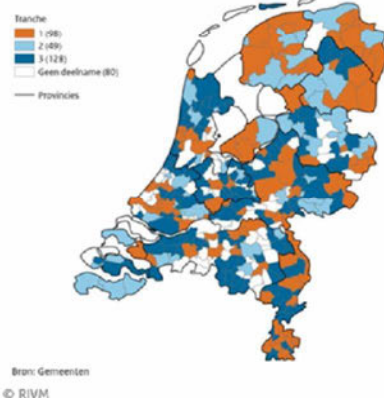 Tranche
1 (98)
2 (49)
3 (128)
Geen deelname (80)
Provincies
Bron: Gemeenten
© RIVM